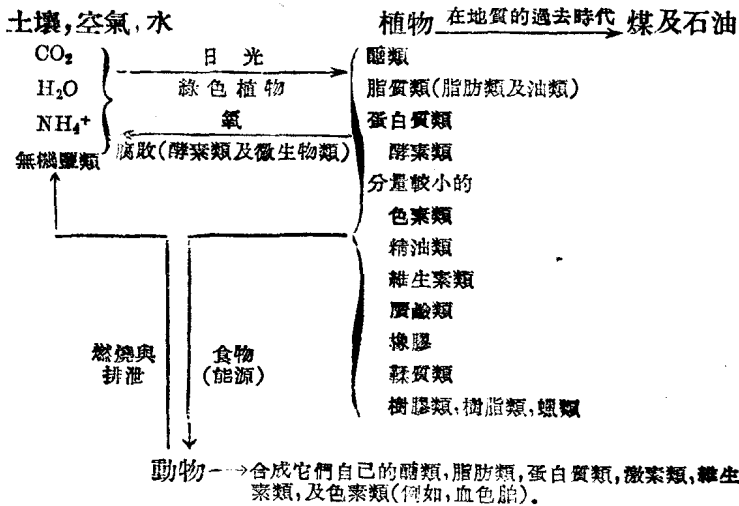 土壤,空氣,水
植物 在地質的過去時代 煤及石油
CO₂
H₂O
NH₄⁺
無機鹽類
日光
綠色植物
氧
腐敗(酵素類及微生物類)
醣類
脂質類(脂肪類及油類)
蛋白質類
酵素類
分量較小的
色素類
精油類
維生素類
贋鹼類
橡膠
鞣質類
樹膠類,樹脂類,蠟類
燃燒與
排泄
食物
(能源)
動物 合成它們自己的醣類,脂肪類,蛋白質類,激素類,維生
素類,及色素類(例如,血色胎).